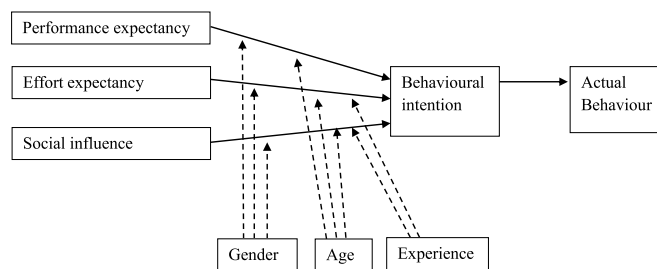 Performance expectancy
Effort expectancy
Social influence
Behavioural
intention
Actual
Behaviour
Gender
Age
Experience